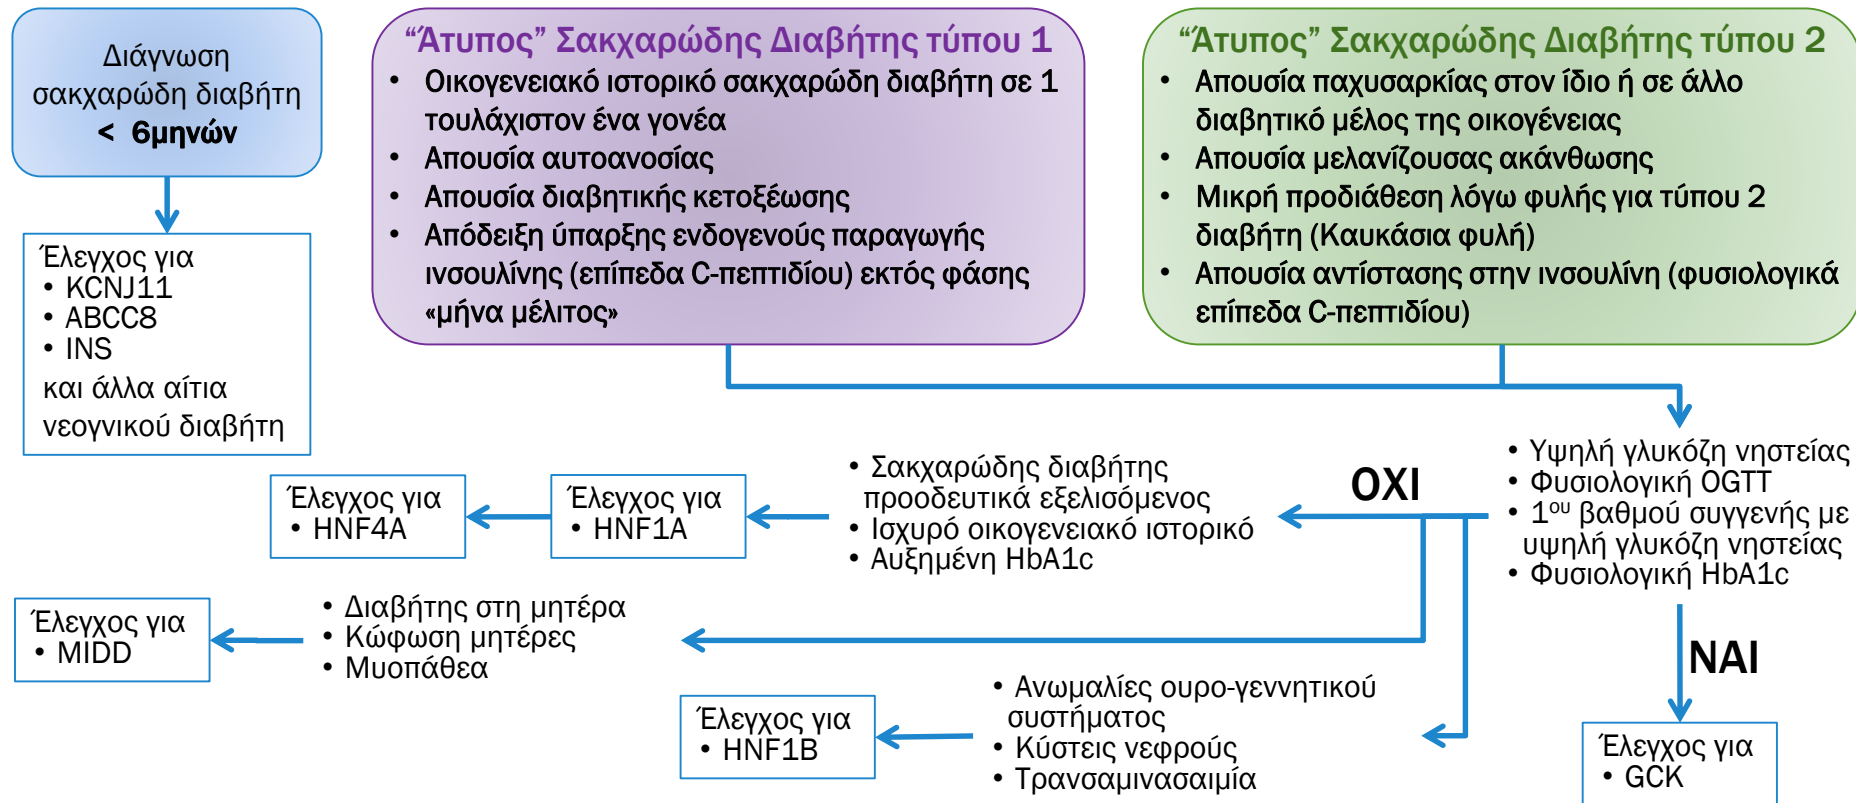 Διάγνωση
σακχαρώδη διαβήτη
< 6μηνών
Έλεγχος για
• KCNJ11
• ABCC8
• INS
και άλλα αίτια
νεογνικού διαβήτη
“Άτυπος” Σακχαρώδης Διαβήτης τύπου 1
• Οικογενειακό ιστορικό σακχαρώδη διαβήτη σε 1
τουλάχιστον ένα γονέα
• Απουσία αυτοανοσίας
• Απουσία διαβητικής κετοξέωσης
• Απόδειξη ύπαρξης ενδογενούς παραγωγής
ινσουλίνης (επίπεδα C-πεπτιδίου) εκτός φάσης
«μήνα μέλιτος»
“Άτυπος” Σακχαρώδης Διαβήτης τύπου 2
• Απουσία παχυσαρκίας στον ίδιο ή σε άλλο
διαβητικό μέλος της οικογένειας
• Απουσία μελανίζουσας ακάνθωσης
• Μικρή προδιάθεση λόγω φυλής για τύπου 2
διαβήτη (Καυκάσια φυλή)
• Απουσία αντίστασης στην ινσουλίνη (φυσιολογικά
επίπεδα C-πεπτιδίου)
• Υψηλή γλυκόζη νηστείας
• Φυσιολογική OGTT
• 1ου βαθμού συγγενής με
υψηλή γλυκόζη νηστείας
• Φυσιολογική HbA1c
ΟΧΙ
• Σακχαρώδης διαβήτης
προοδευτικά εξελισόμενος
• Ισχυρό οικογενειακό ιστορικό
• Αυξημένη HbA1c
Έλεγχος για
• HNF1A
Έλεγχος για
• HNF4A
• Διαβήτης στη μητέρα
• Κώφωση μητέρες
• Μυοπάθεα
Έλεγχος για
• MIDD
• Ανωμαλίες ουρο-γεννητικού
συστήματος
• Κύστεις νεφρούς
• Τρανσαμινασαιμία
Έλεγχος για
• HNF1B
ΝΑΙ
Έλεγχος για
• GCK